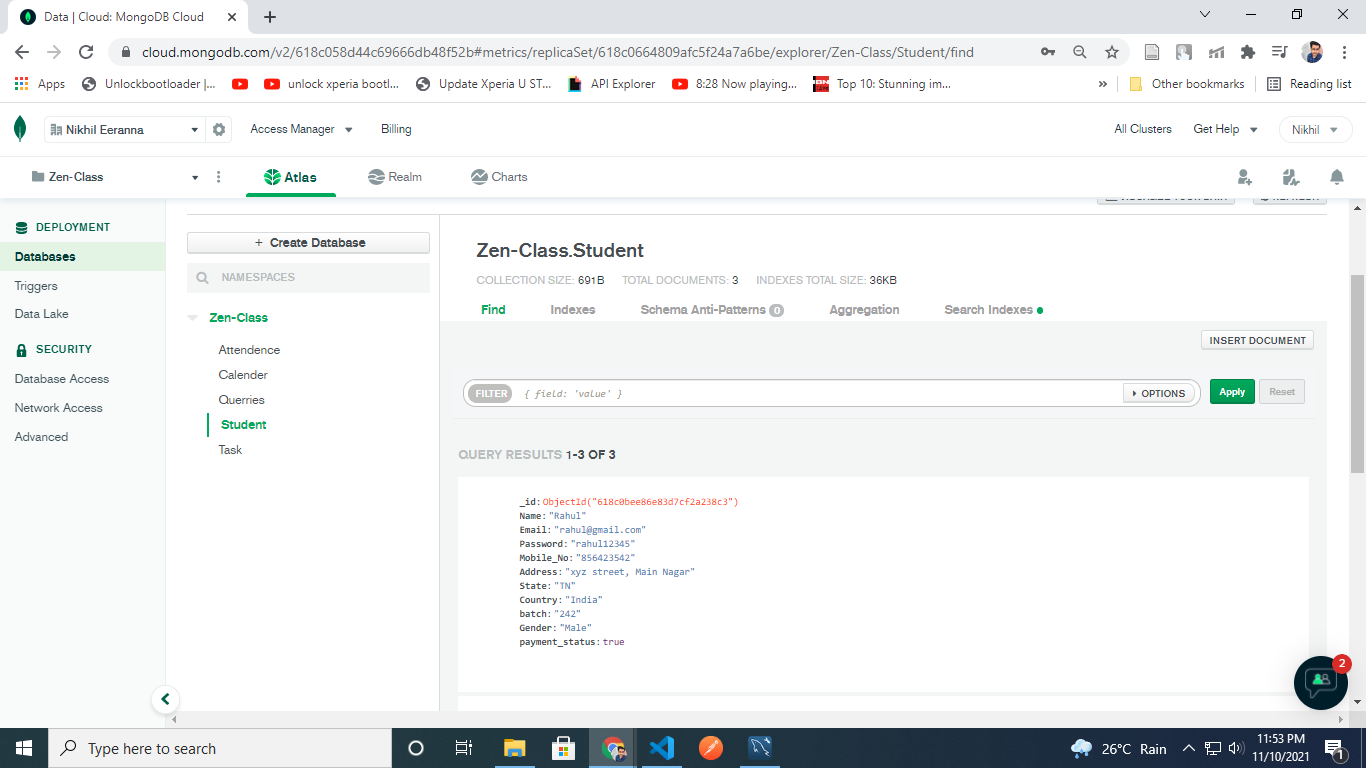 Data | Cloud: MongoDB Cloud
cloud.mongodb.com/v2/618c058d44c69666db48f52b#metrics/replicaSet/618c0664809afc5f24a7a6be/explorer/Zen-Class/Student/find
Apps Unlockbootloader |... unlock xperia bootl... Update Xperia U ST... API Explorer 8:28 Now playing... Top 10: Stunning im... » Other bookmarks Reading list
Nikhil Eeranna Access Manager Billing All Clusters Get Help Nikhil
Zen-Class Atlas Realm Charts
VISUALIZE YOUR DATA REFRESH
DEPLOYMENT
Databases
Triggers
Data Lake
SECURITY
Database Access
Network Access
Advanced
+ Create Database
NAMESPACES
Zen-Class
Attendence
Calender
Querries
Student
Task
Zen-Class.Student
COLLECTION SIZE: 691B TOTAL DOCUMENTS: 3 INDEXES TOTAL SIZE: 36KB
Find Indexes Schema Anti-Patterns 0 Aggregation Search Indexes
INSERT DOCUMENT
FILTER { field: 'value' } OPTIONS Apply Reset
QUERY RESULTS 1-3 OF 3
_id: ObjectId("618c0bee86e83d7cf2a238c3")
Name: "Rahul"
Email: "rahul@gmail.com"
Password: "rahul12345"
Mobile_No: "856423542"
Address: "xyz street, Main Nagar"
State: "TN"
Country: "India"
batch: "242"
Gender: "Male"
payment_status: true
2
Type here to search 26°C Rain 11:53 PM
11/10/2021
1